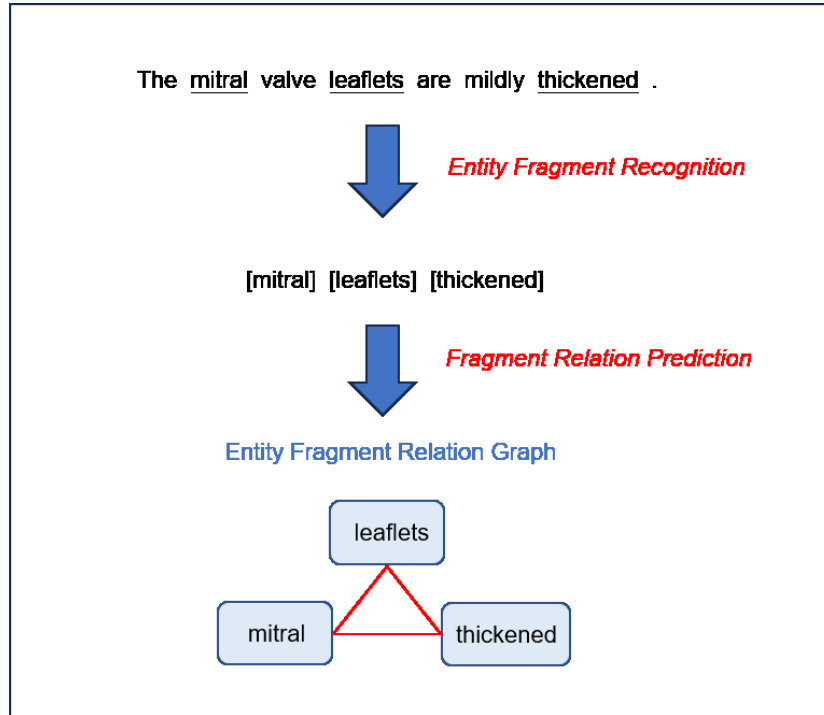 The mitral valve leaflets are mildly thickened .
Entity Fragment Recognition
[mitral] [leaflets] [thickened]
Fragment Relation Prediction
Entity Fragment Relation Graph
leaflets
mitral
thickened